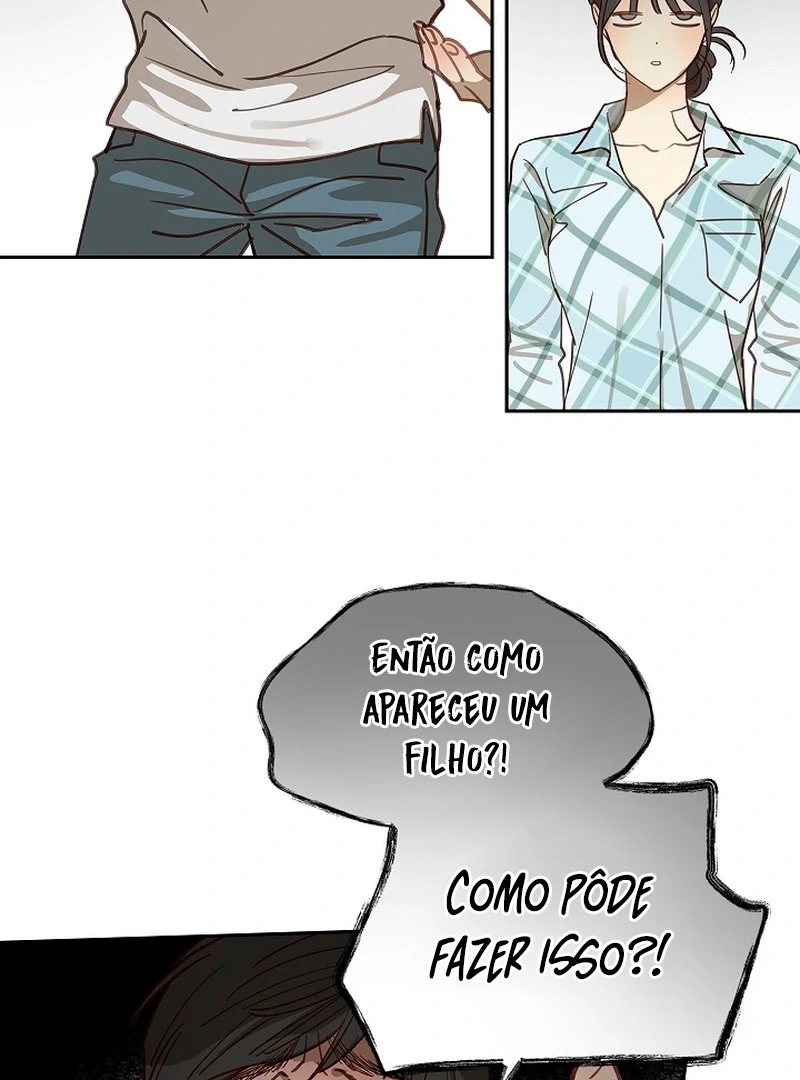 ENTÃO COMO
APARECEU UM
FILHO?!
COMO PÔDE
FAZER ISSO?!